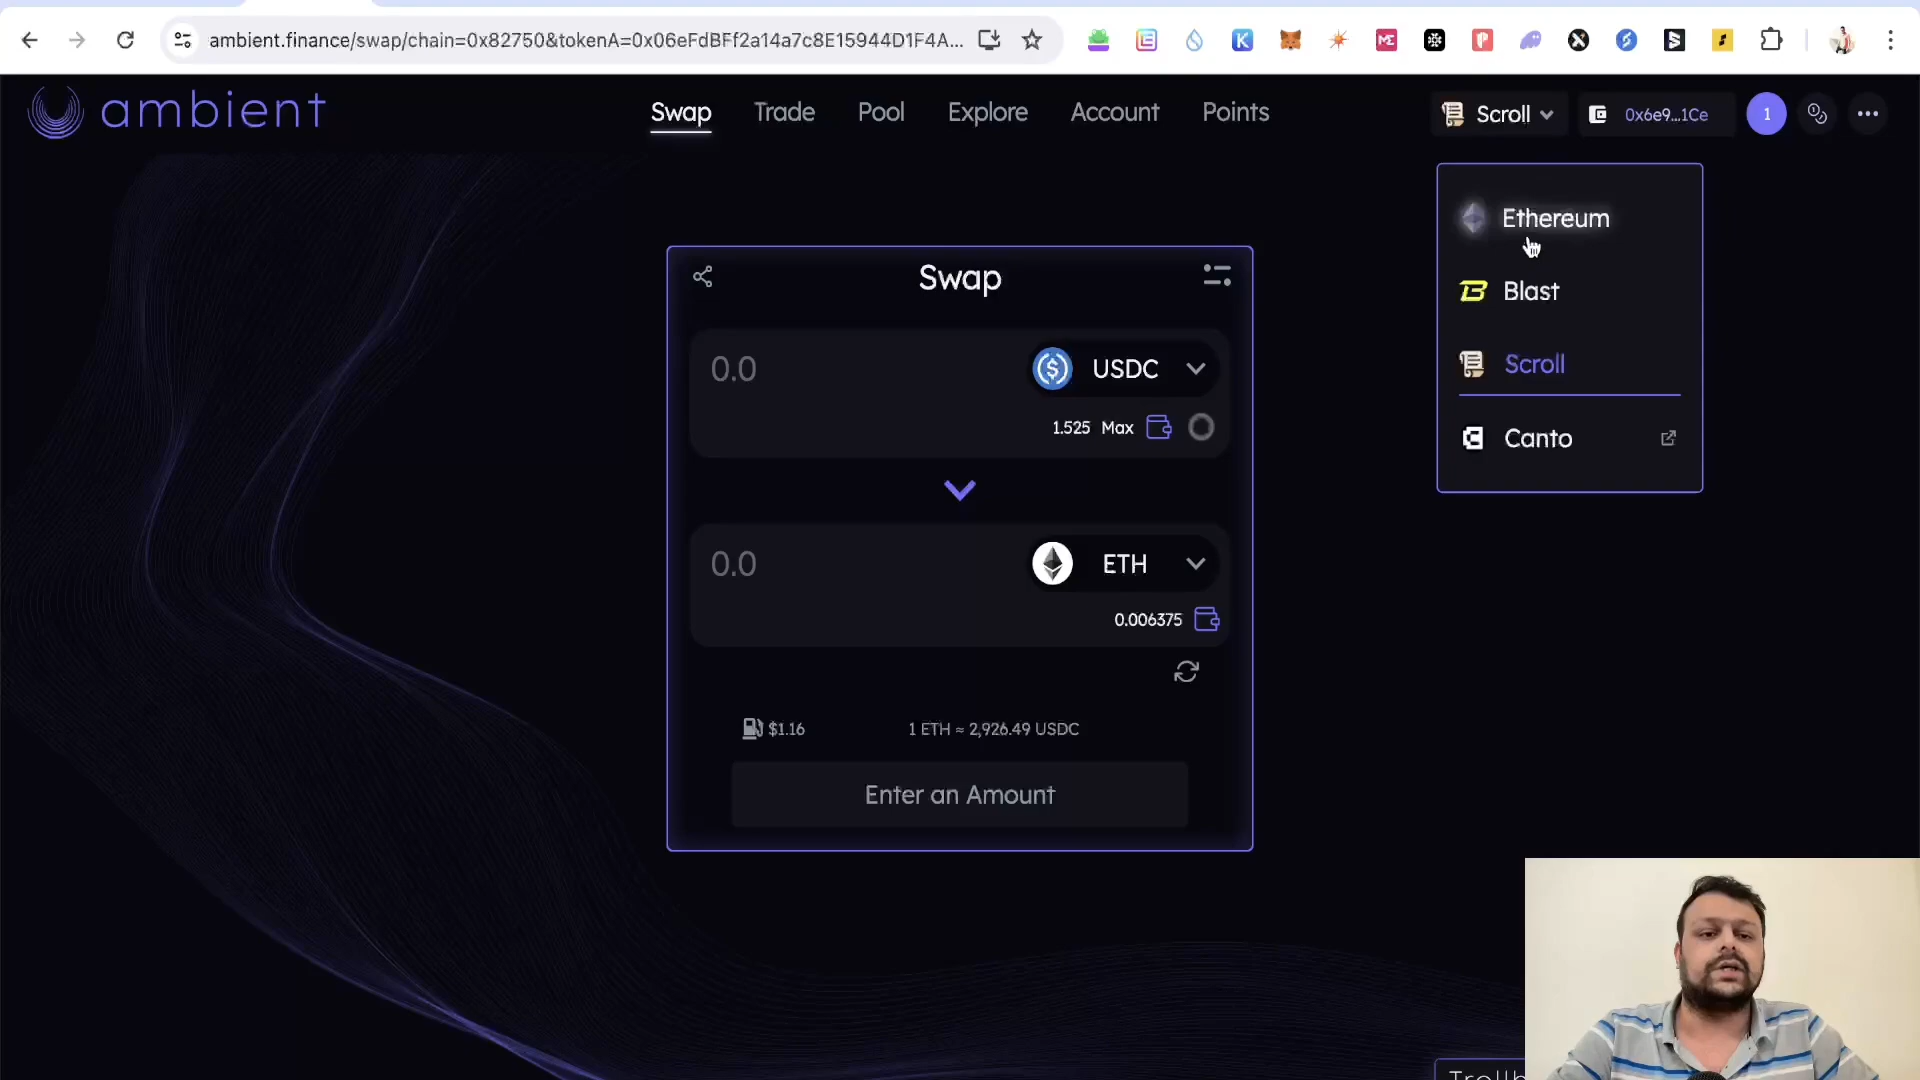 ambient.finance/swap/chain=0x82750&tokenA=0x06eFdBFf2a14a7c8E15944D1F4A...
ambient
Swap
Trade
Pool
Explore
Account
Points
Scroll
0x6e9...1Ce
1
Ethereum
Blast
Scroll
Canto
Swap
0.0
USDC
1.525 Max
0.0
ETH
0.006375
$1.16
1 ETH ≈ 2,926.49 USDC
Enter an Amount